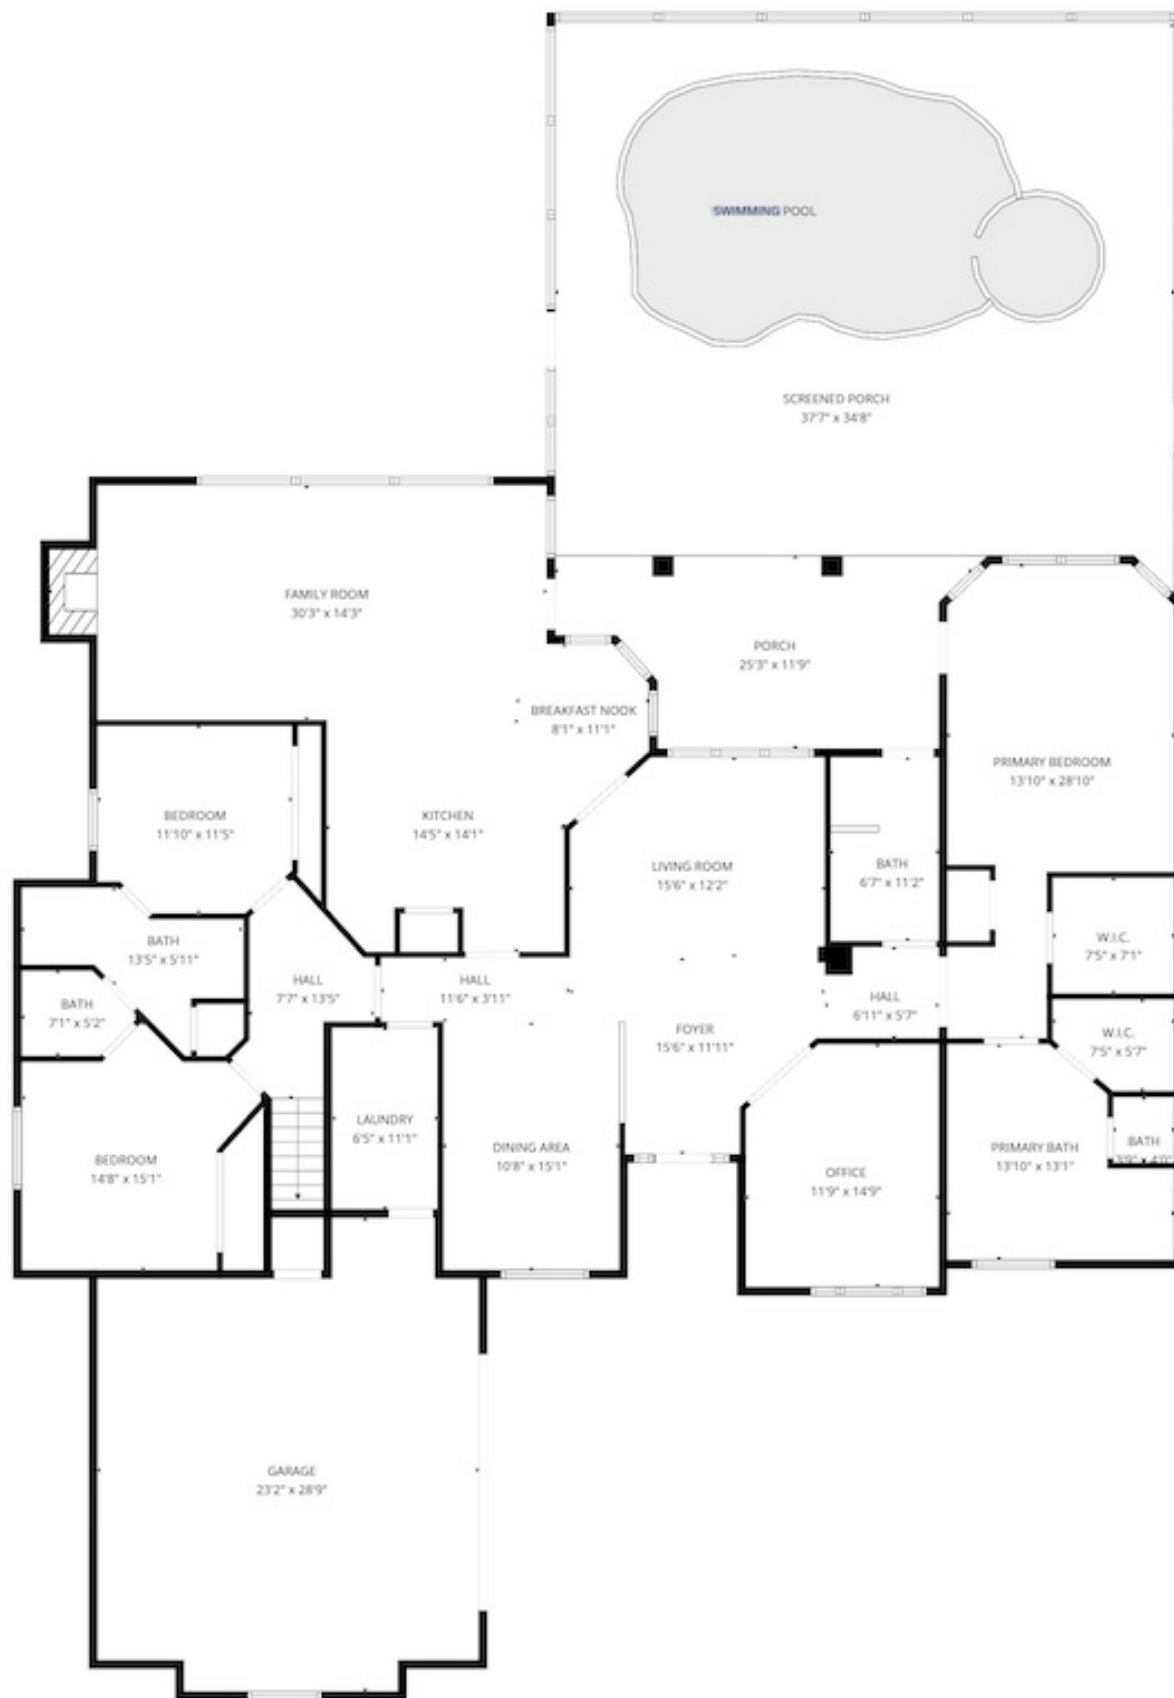 SWIMMING POOL
SCREENED PORCH
37'7" x 34'8"
FAMILY ROOM
30'3" x 14'3"
PORCH
25'3" x 11'9"
BREAKFAST NOOK
8'1" x 11'1"
PRIMARY BEDROOM
13'10" x 28'10"
BEDROOM
11'10" x 11'5"
KITCHEN
14'5" x 14'1"
LIVING ROOM
15'6" x 12'2"
BATH
6'7" x 11'2"
W.I.C.
7'5" x 7'1"
BATH
13'5" x 5'11"
HALL
7'7" x 13'5"
HALL
11'6" x 3'11"
HALL
6'11" x 5'7"
BATH
7'1" x 5'2"
FOYER
15'6" x 11'11"
W.I.C.
7'5" x 5'7"
LAUNDRY
6'5" x 11'1"
DINING AREA
10'8" x 15'1"
PRIMARY BATH
13'10" x 13'1"
BATH
3'9" x 4'0"
BEDROOM
14'8" x 15'1"
OFFICE
11'9" x 14'9"
GARAGE
23'2" x 28'9"